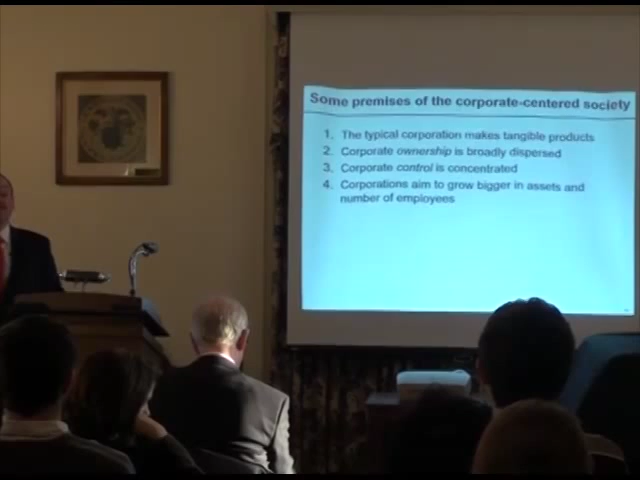 Some premises of the corporate-centered society
1. The typical corporation makes tangible products
2. Corporate ownership is broadly dispersed
3. Corporate control is concentrated
4. Corporations aim to grow bigger in assets and
number of employees